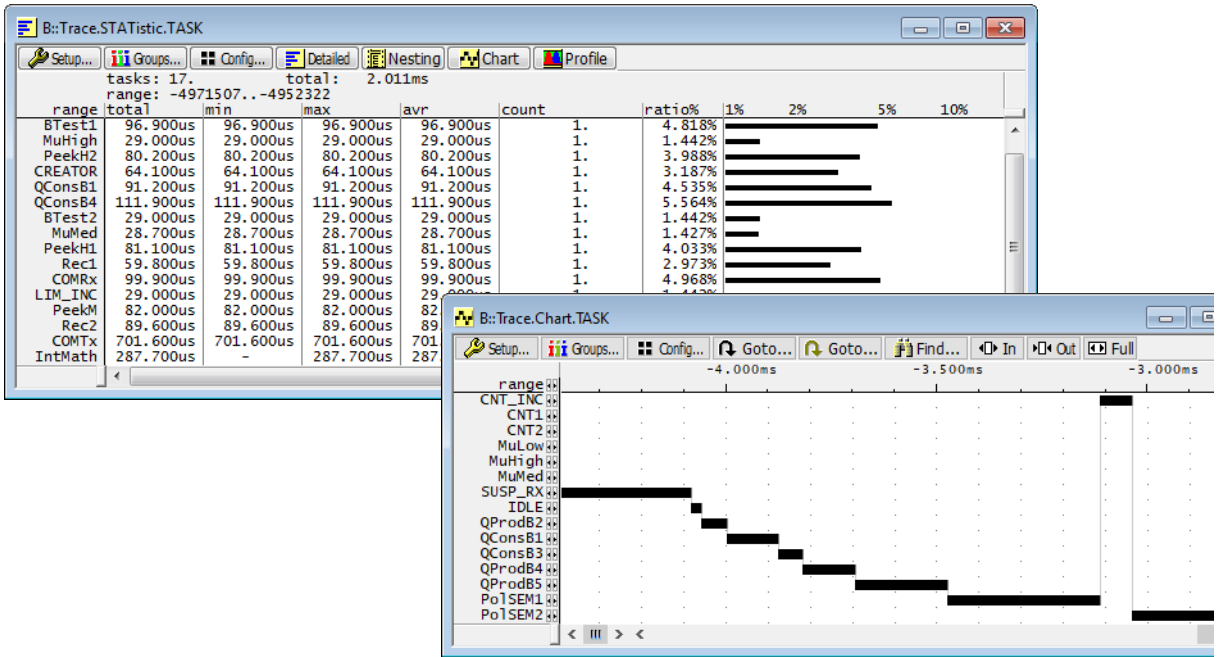 B::Trace.STATistic.TASK
Setup... Groups... Config... Detailed Nesting Chart Profile
tasks: 17. total: 2.011ms
range: -4971507..-4952322
range total min max avr count ratio% 1% 2% 5% 10%
BTest1 96.900us 96.900us 96.900us 96.900us 1. 4.818%
MuHigh 29.000us 29.000us 29.000us 29.000us 1. 1.442%
PeekH2 80.200us 80.200us 80.200us 80.200us 1. 3.988%
CREATOR 64.100us 64.100us 64.100us 64.100us 1. 3.187%
QConsB1 91.200us 91.200us 91.200us 91.200us 1. 4.535%
QConsB4 111.900us 111.900us 111.900us 111.900us 1. 5.564%
BTest2 29.000us 29.000us 29.000us 29.000us 1. 1.442%
MuMed 28.700us 28.700us 28.700us 28.700us 1. 1.427%
PeekH1 81.100us 81.100us 81.100us 81.100us 1. 4.033%
Rec1 59.800us 59.800us 59.800us 59.800us 1. 2.973%
COMRx 99.900us 99.900us 99.900us 99.900us 1. 4.968%
LIM_INC 29.000us 29.000us 29.000us
PeekM 82.000us 82.000us 82.000us 82
Rec2 89.600us 89.600us 89.600us 89
COMTx 701.600us 701.600us 701.600us 701
IntMath 287.700us - 287.700us 287
B::Trace.Chart.TASK
Setup... Groups... Config... Goto... Goto... Find... In Out Full
-4.000ms -3.500ms -3.000ms
range
CNT_INC
CNT1
CNT2
MuLow
MuHigh
MuMed
SUSP_RX
IDLE
QProdB2
QConsB1
QConsB3
QProdB4
QProdB5
PolSEM1
PolSEM2